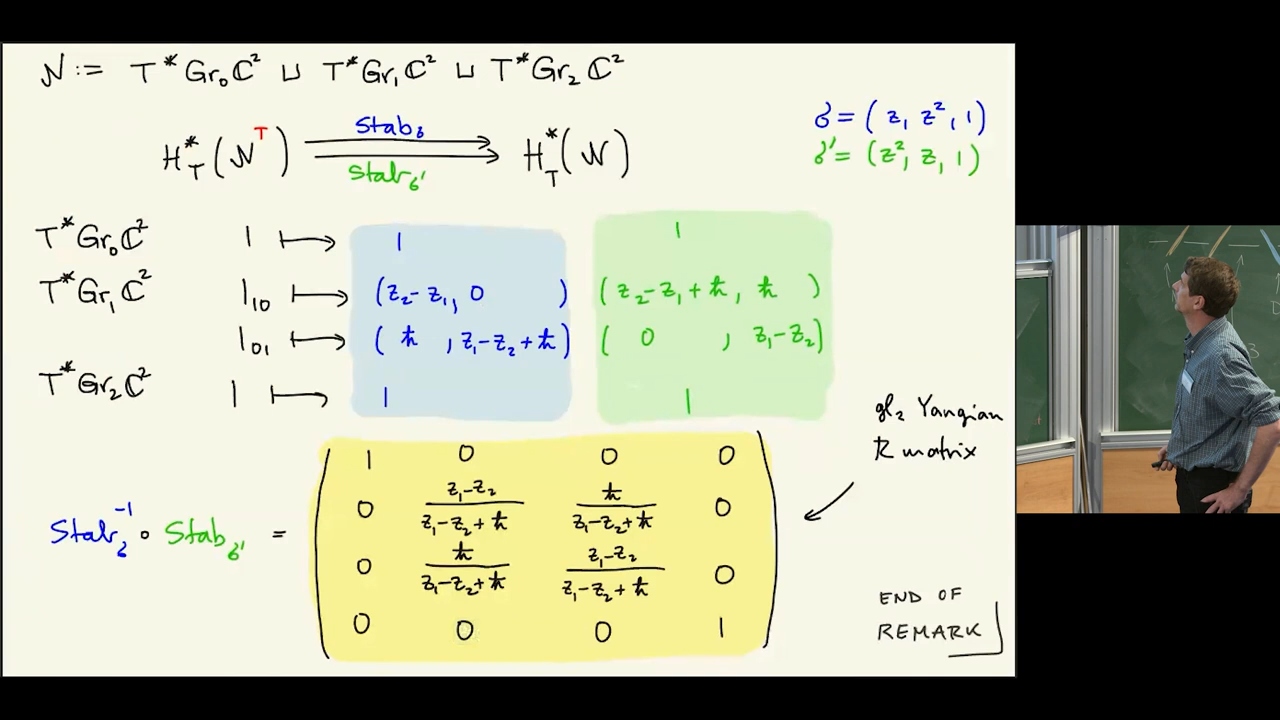 𝒩 := T*Gr₀ℂ² ⊔ T*Gr₁ℂ² ⊔ T*Gr₂ℂ²
H*_T(𝒩^T) Stab_σ Stab_σ' H*_T(𝒩)
σ = (z, z², 1)
σ' = (z², z, 1)
T*Gr₀ℂ² 1 ↦ 1 1
T*Gr₁ℂ² 1₁₀ ↦ (z₂-z₁, 0) (z₂-z₁+ħ, ħ)
1₀₁ ↦ (ħ, z₁-z₂+ħ) (0, z₁-z₂)
T*Gr₂ℂ² 1 ↦ 1 1
gl₂ Yangian
R matrix
1 0 0 0
0 (z₁-z₂)/(z₁-z₂+ħ) ħ/(z₁-z₂+ħ) 0
Stab_σ⁻¹ ∘ Stab_σ' =
0 ħ/(z₁-z₂+ħ) (z₁-z₂)/(z₁-z₂+ħ) 0
0 0 0 1
END OF
REMARK